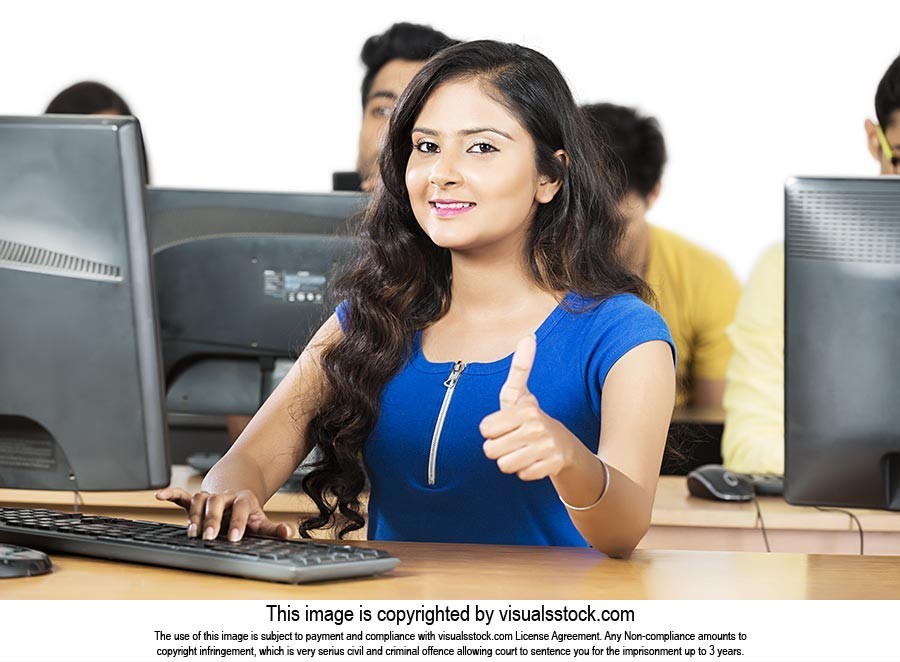 This image is copyrighted by visualsstock.com
The use of this image is subject to payment and compliance with visualsstock.com License Agreement. Any Non-compliance amounts to
copyright infringement, which is very serius civil and criminal offence allowing court to sentence you for the imprisonment up to 3 years.